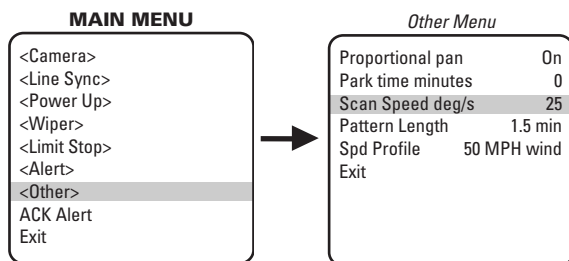 MAIN MENU
<Camera>
<Line Sync>
<Power Up>
<Wiper>
<Limit Stop>
<Alert>
<Other>
ACK Alert
Exit
Other Menu
Proportional pan On
Park time minutes 0
Scan Speed deg/s 25
Pattern Length 1.5 min
Spd Profile 50 MPH wind
Exit